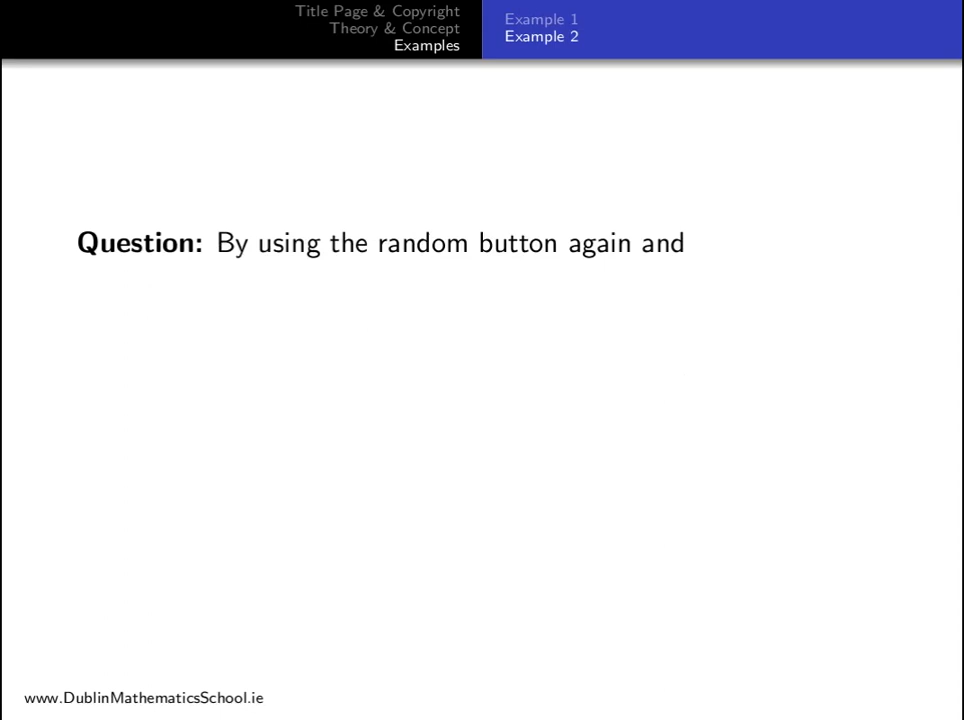 Title Page & Copyright
Theory & Concept
Examples
Example 1
Example 2
Question: By using the random button again and
www.DublinMathematicsSchool.ie